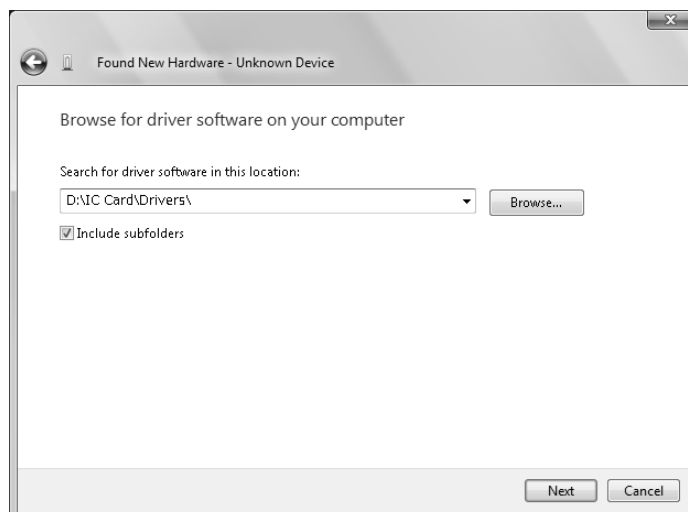 Found New Hardware - Unknown Device
Browse for driver software on your computer
Search for driver software in this location:
D:\IC Card\Drivers\
Browse...
Include subfolders
Next
Cancel